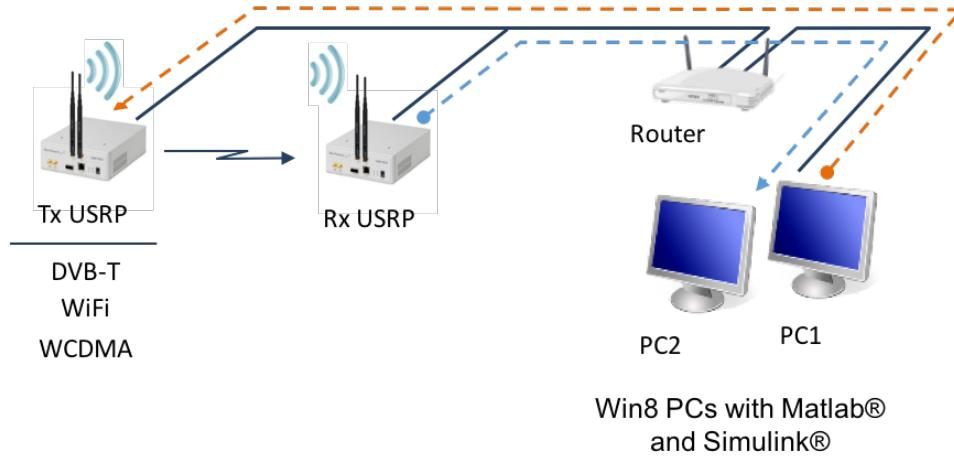 Router
Tx USRP
Rx USRP
DVB-T
WiFi
WCDMA
PC2
PC1
Win8 PCs with Matlab®
and Simulink®